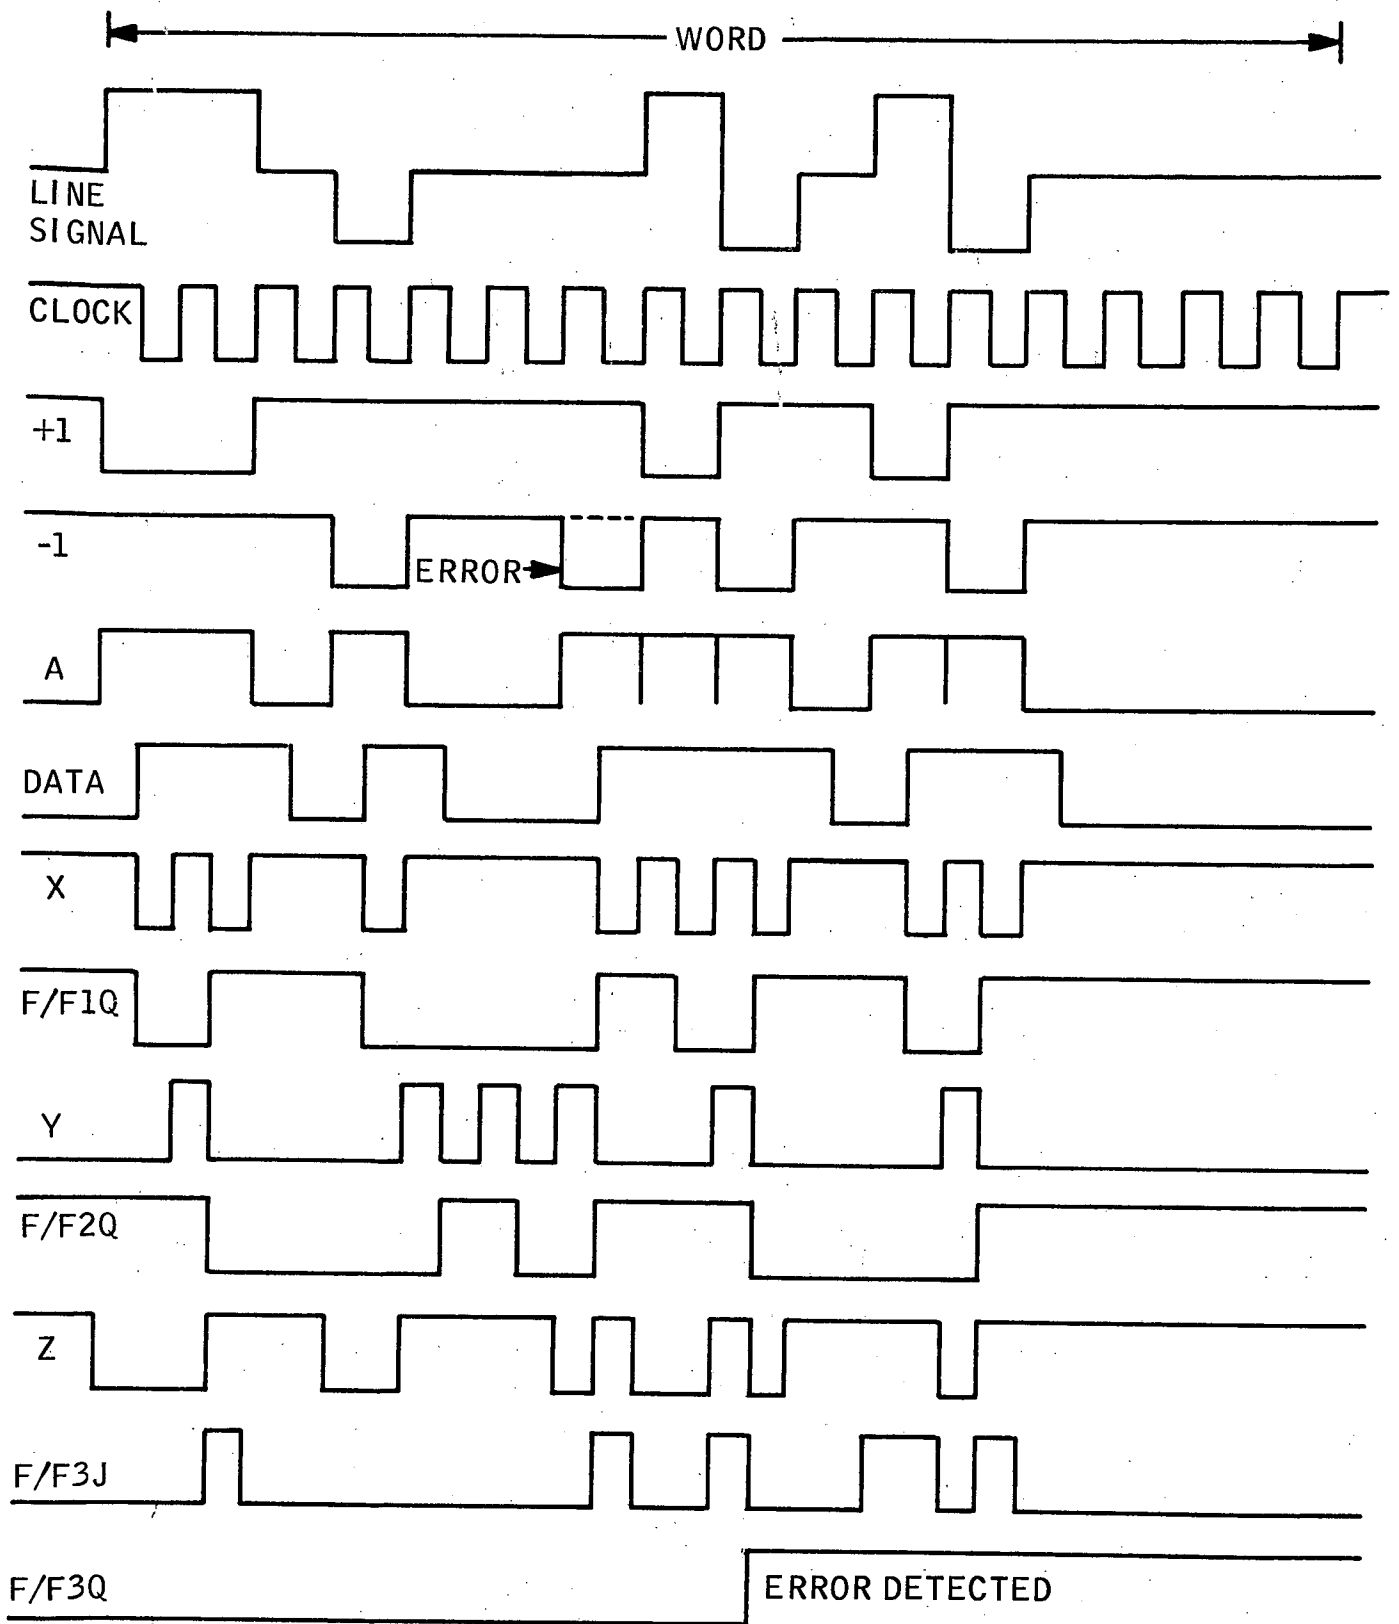 WORD
LINE
SIGNAL
CLOCK
+1
-1
ERROR
A
DATA
X
F/F1Q
Y
F/F2Q
Z
F/F3J
F/F3Q
ERROR DETECTED